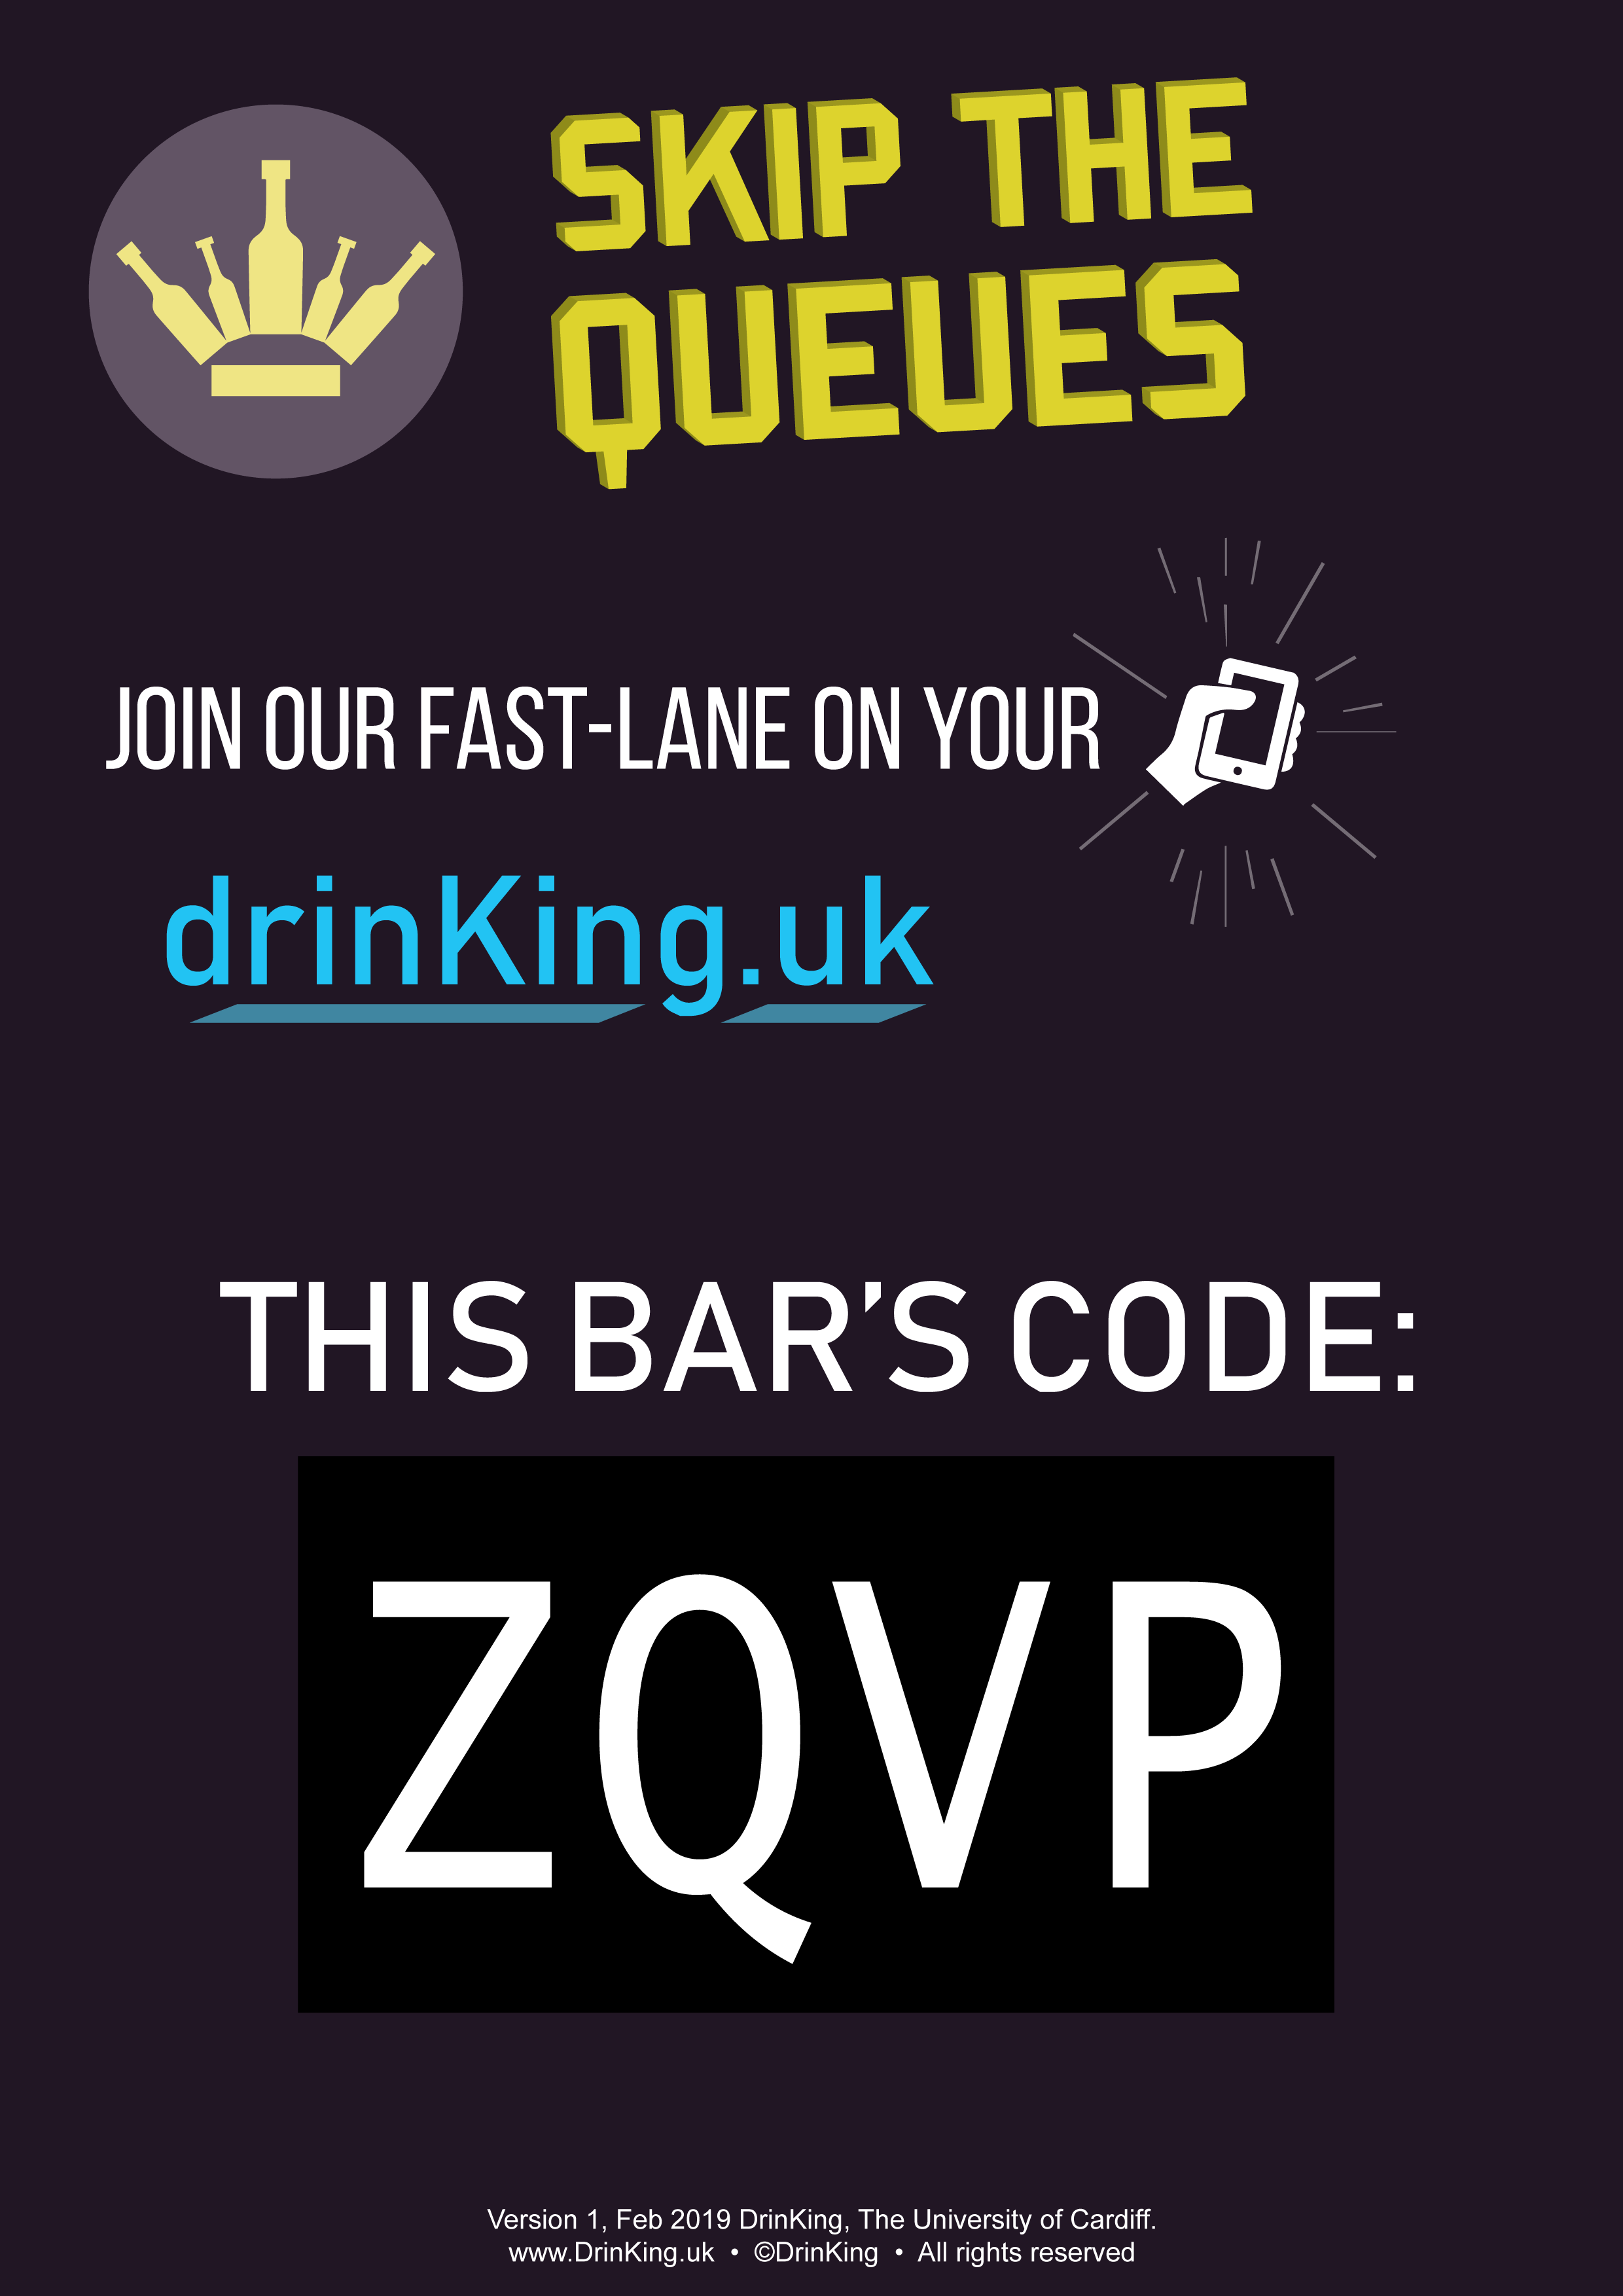 SKIP THE
QUEUES
JOIN OUR FAST-LANE ON YOUR
drinKing.uk
THIS BAR'S CODE:
ZQVP
Version 1, Feb 2019 DrinKing, The University of Cardiff.
www.DrinKing.uk • ©DrinKing • All rights reserved